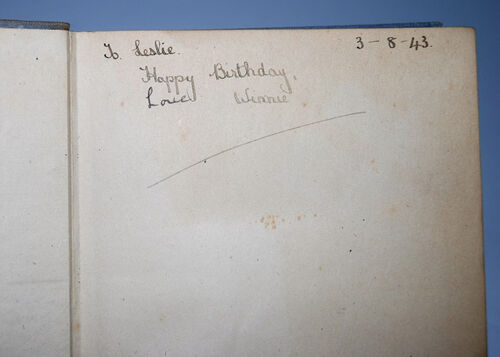 To Leslie. 3-8-43.
Happy Birthday,
Love Winnie